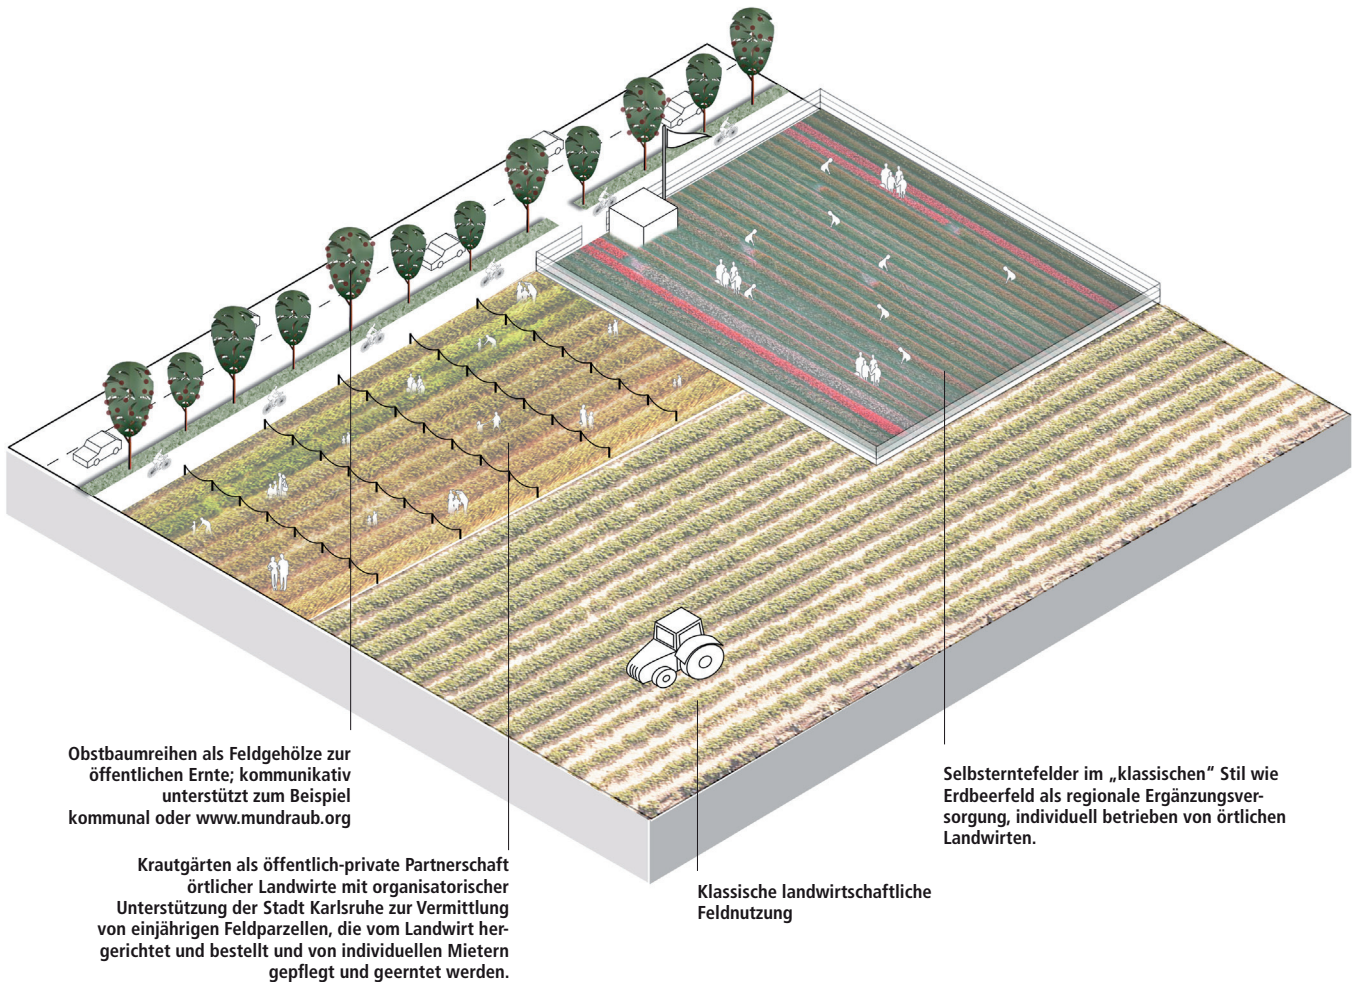 Obstbaumreihen als Feldgehölze zur
öffentlichen Ernte; kommunikativ
unterstützt zum Beispiel
kommunal oder www.mundraub.org
Krautgärten als öffentlich-private Partnerschaft
örtlicher Landwirte mit organisatorischer
Unterstützung der Stadt Karlsruhe zur Vermittlung
von einjährigen Feldparzellen, die vom Landwirt her-
gerichtet und bestellt und von individuellen Mietern
gepflegt und geerntet werden.
Klassische landwirtschaftliche
Feldnutzung
Selbsterntefelder im „klassischen“ Stil wie
Erdbeerfeld als regionale Ergänzungsver-
sorgung, individuell betrieben von örtlichen
Landwirten.